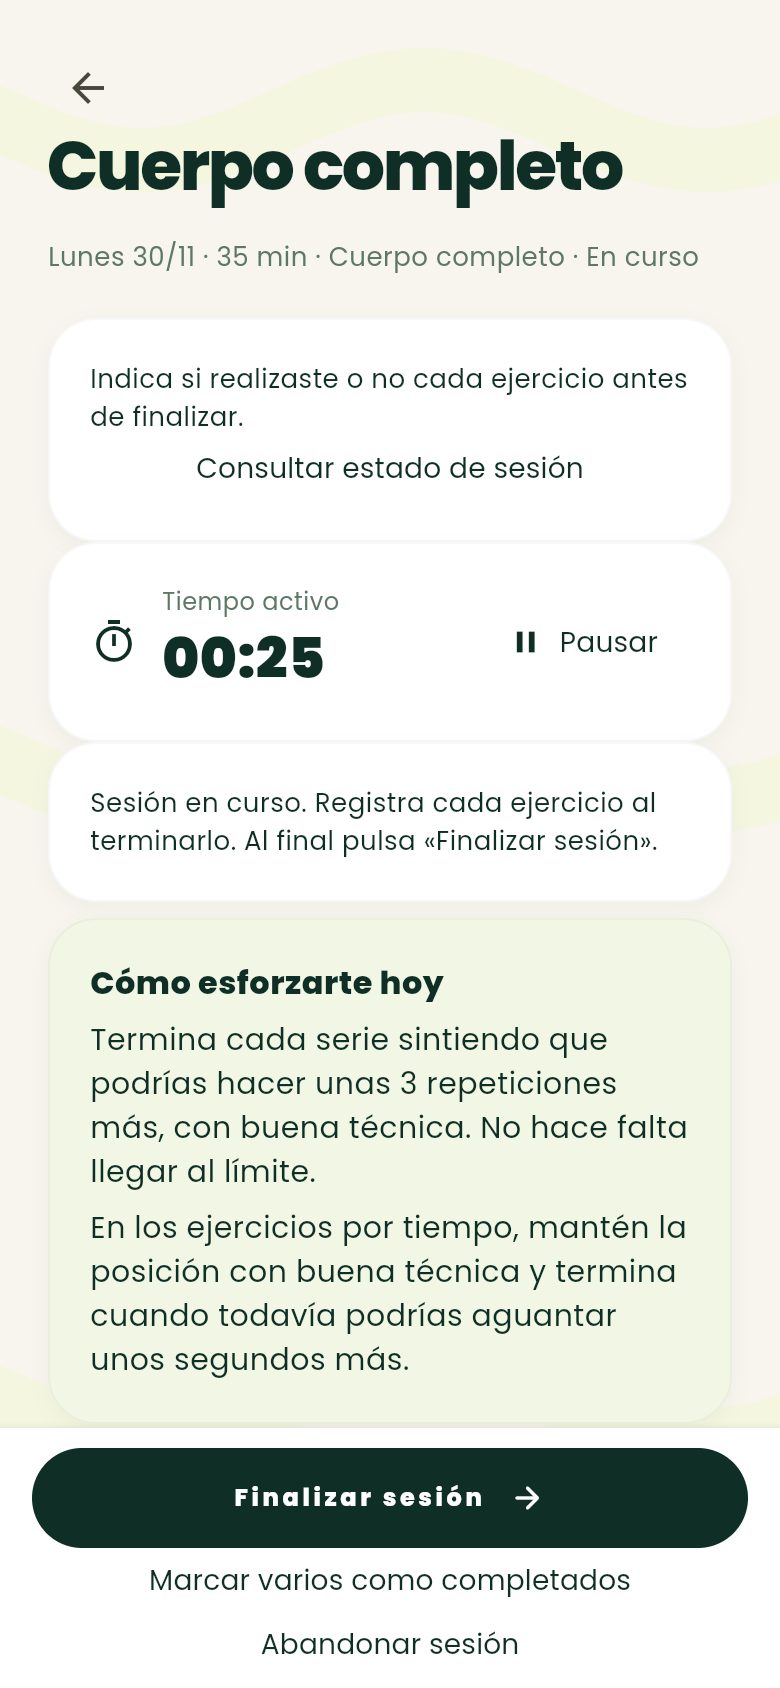 Cuerpo completo
Lunes 30/11 · 35 min · Cuerpo completo · En curso
Indica si realizaste o no cada ejercicio antes
de finalizar.
Consultar estado de sesión
Tiempo activo
00:25
Pausar
Sesión en curso. Registra cada ejercicio al
terminarlo. Al final pulsa «Finalizar sesión».
Cómo esforzarte hoy
Termina cada serie sintiendo que
podrías hacer unas 3 repeticiones
más, con buena técnica. No hace falta
llegar al límite.
En los ejercicios por tiempo, mantén la
posición con buena técnica y termina
cuando todavía podrías aguantar
unos segundos más.
Finalizar sesión
Marcar varios como completados
Abandonar sesión